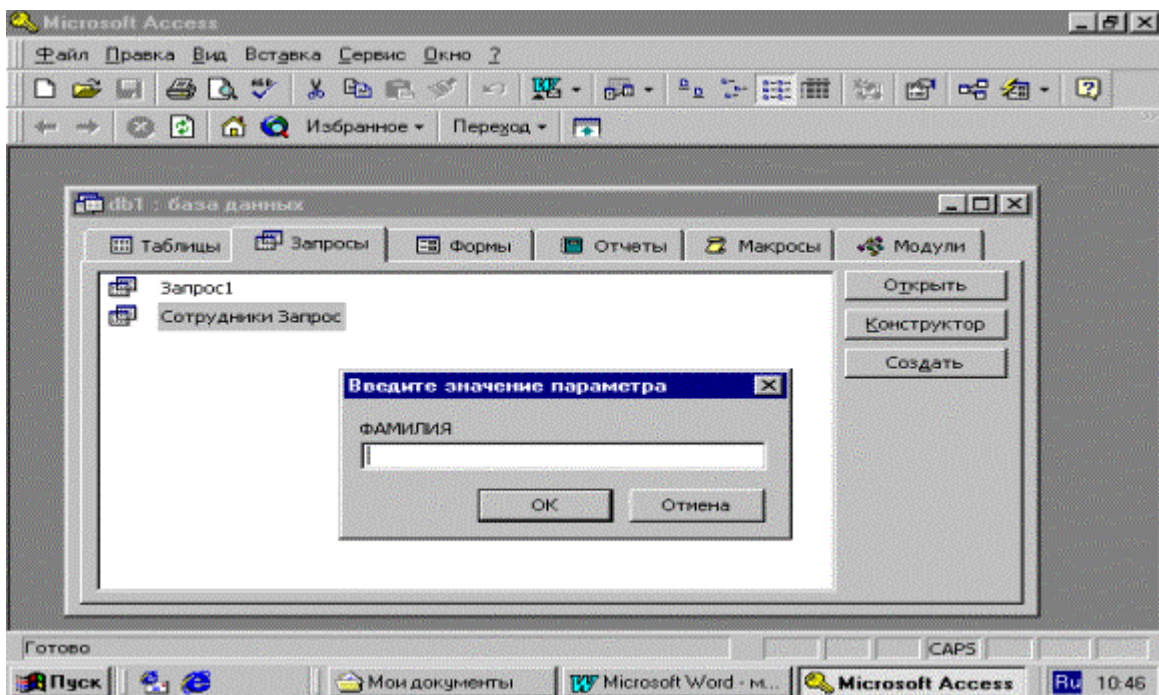 Microsoft Access
Файл Правка Вид Вставка Сервис Окно ?
Избранное Переход
db1 : база данных
Таблицы Запросы Формы Отчеты Макросы Модули
Запрос1 Открыть
Сотрудники Запрос Конструктор
Создать
Введите значение параметра
ФАМИЛИЯ
ОК Отмена
Готово CAPS
Пуск Мои документы Microsoft Word - м... Microsoft Access Ru 10:46